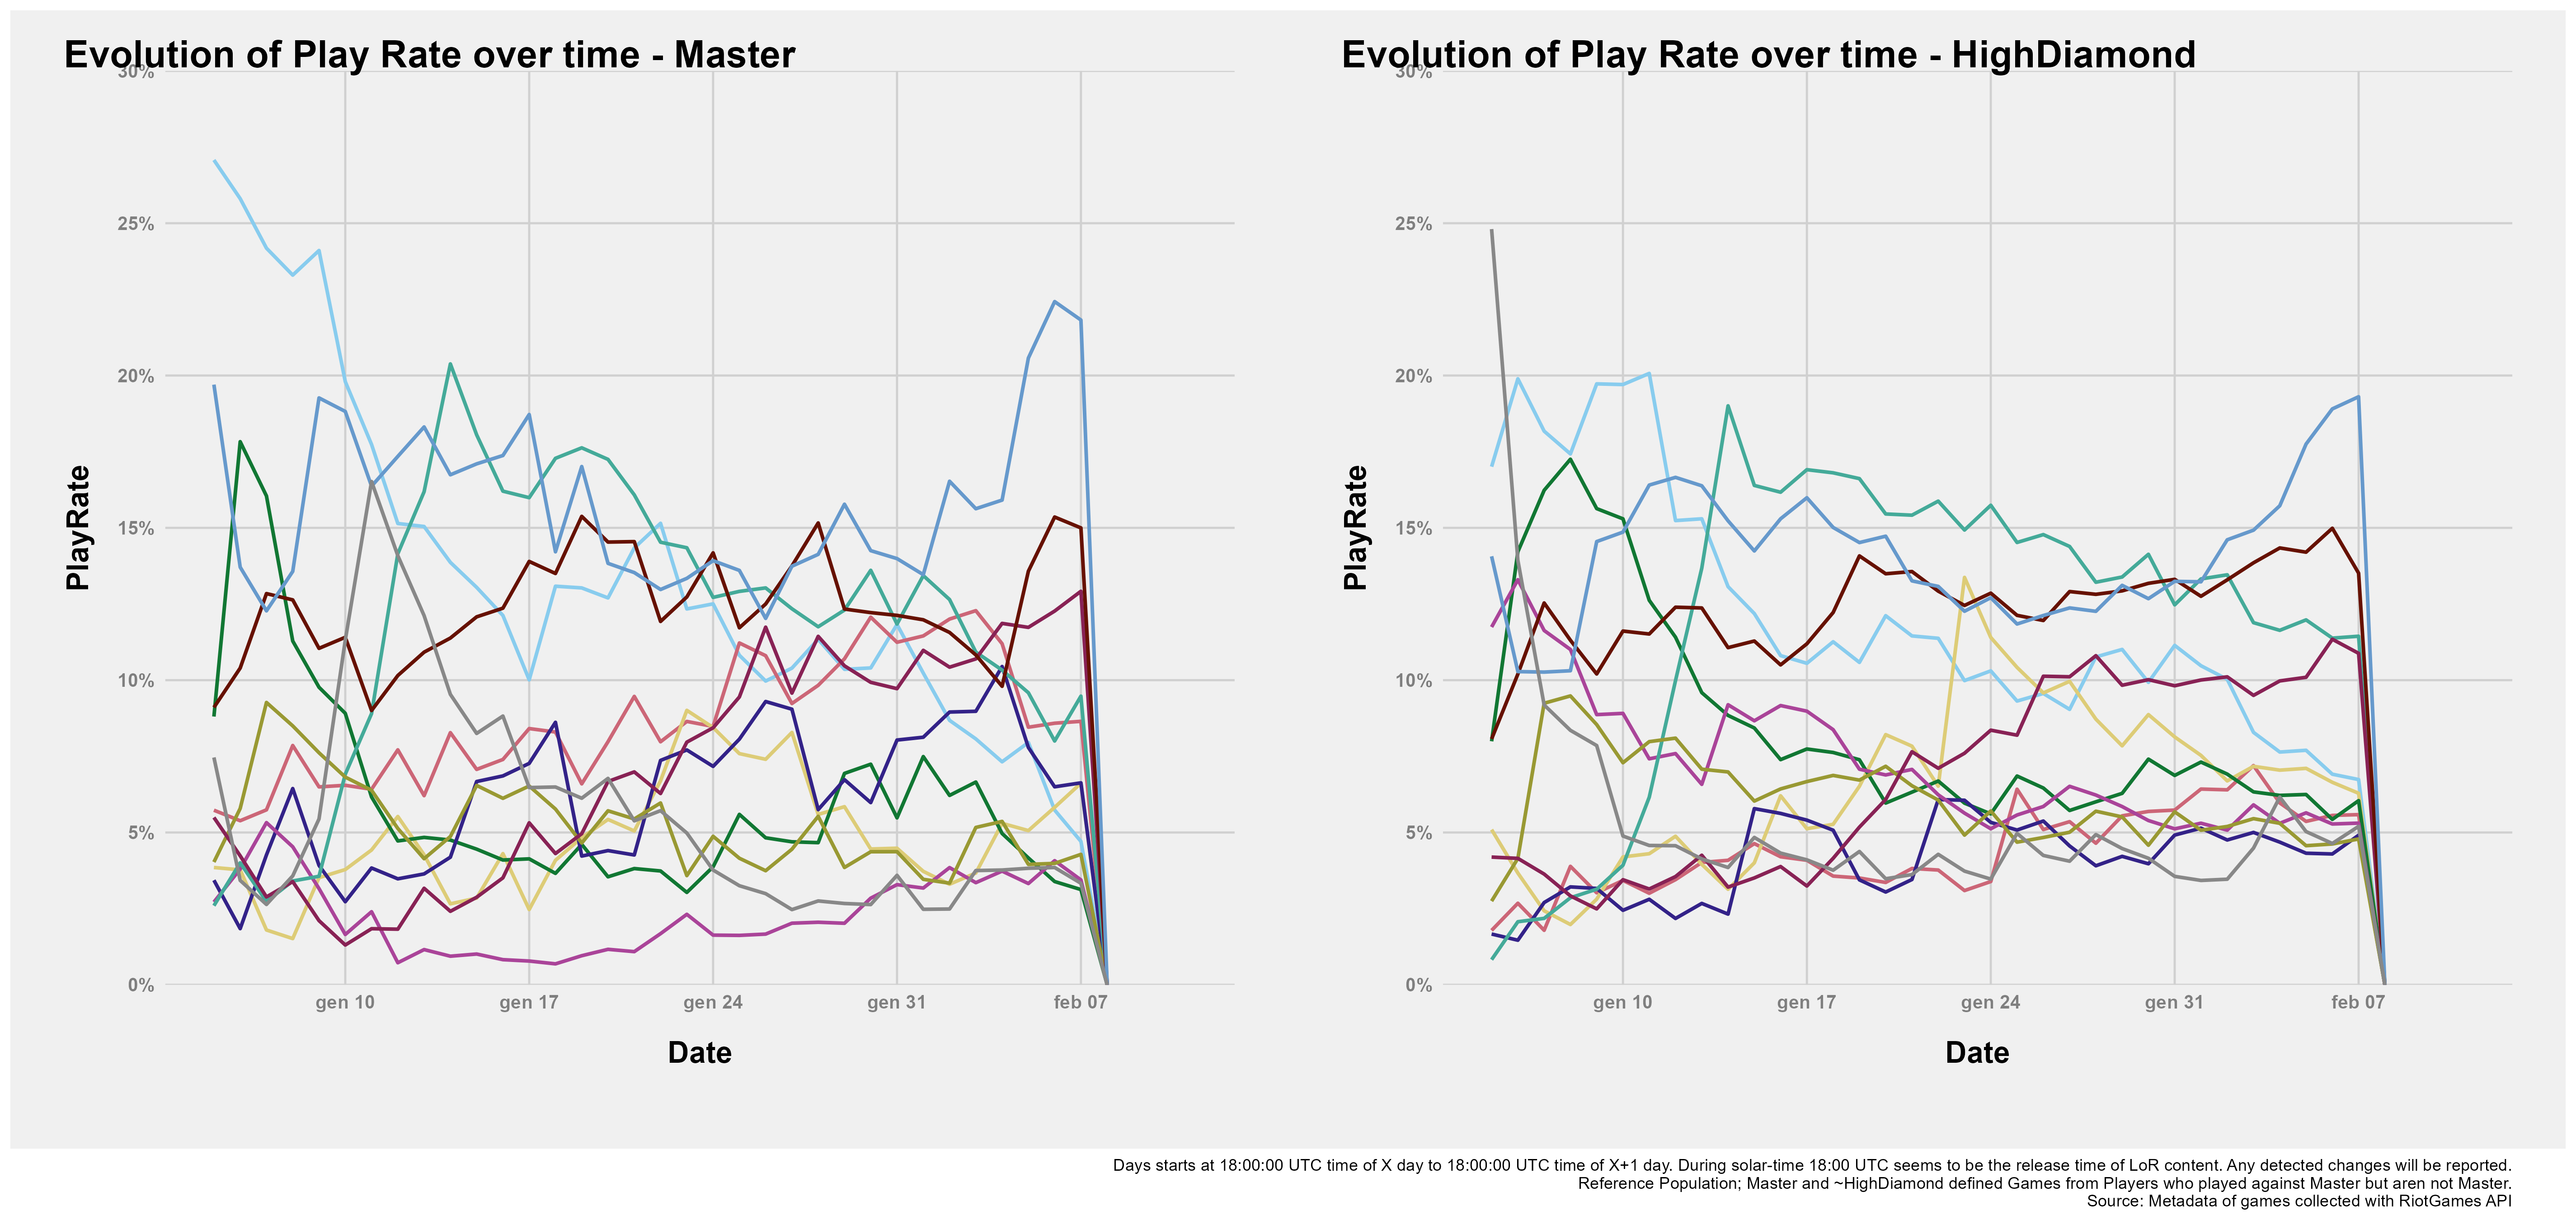 Evolution of Play Rate over time - Master
30%
25%
20%
15%
10%
5%
0%
PlayRate
gen 10 gen 17 gen 24 gen 31 feb 07
Date
Evolution of Play Rate over time - HighDiamond
30%
25%
20%
15%
10%
5%
0%
PlayRate
gen 10 gen 17 gen 24 gen 31 feb 07
Date
Days starts at 18:00:00 UTC time of X day to 18:00:00 UTC time of X+1 day. During solar-time 18:00 UTC seems to be the release time of LoR content. Any detected changes will be reported.
Reference Population; Master and ~HighDiamond defined Games from Players who played against Master but aren not Master.
Source: Metadata of games collected with RiotGames API